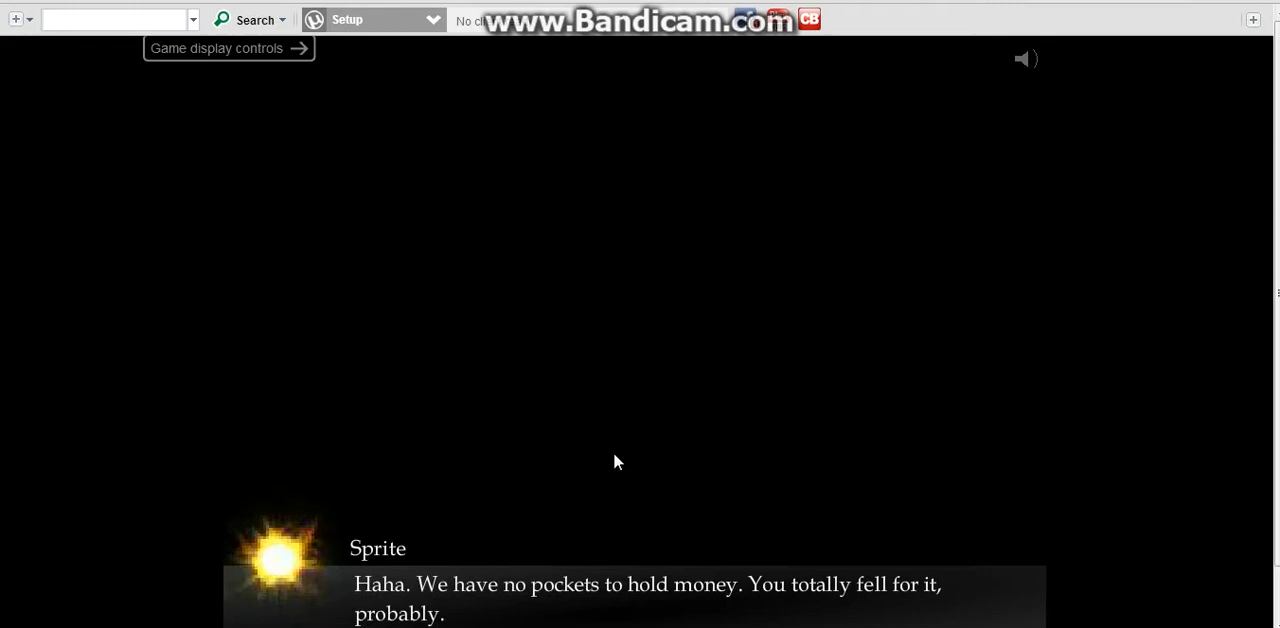 Search
Setup
www.Bandicam.com
CB
Game display controls
Sprite
Haha. We have no pockets to hold money. You totally fell for it,
probably.